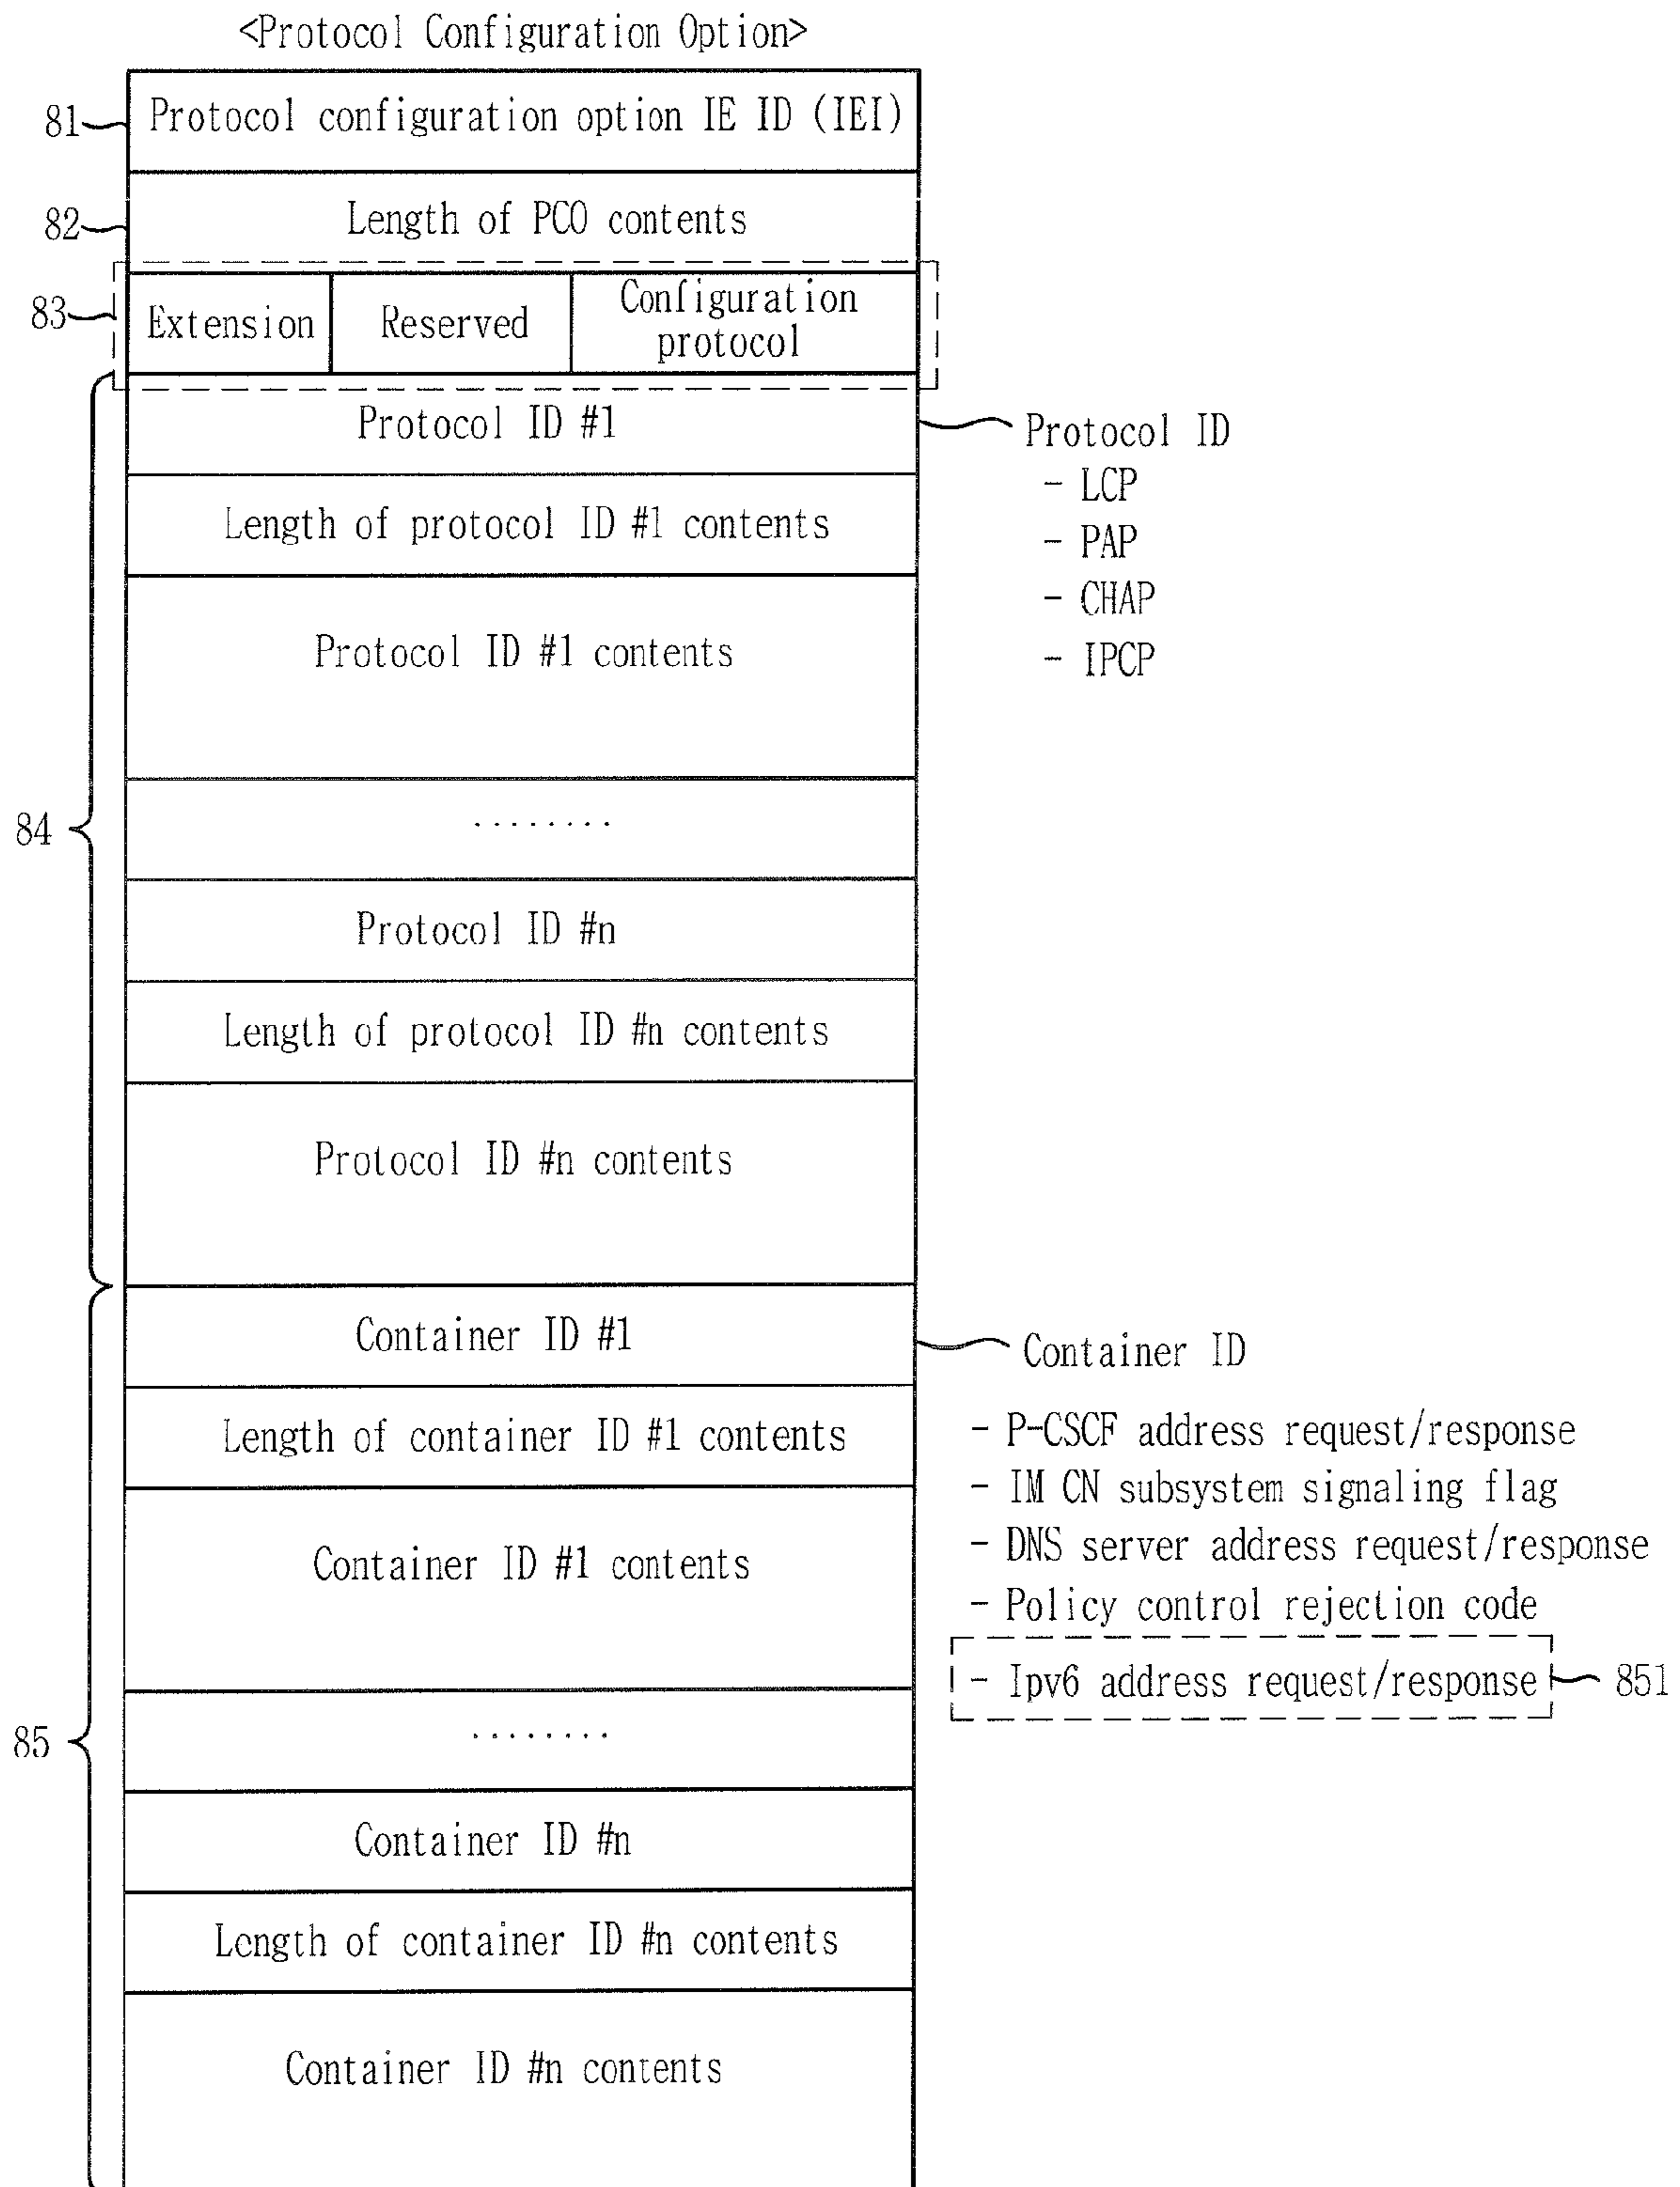 <Protocol Configuration Option>
81 Protocol configuration option IE ID (IEI)
82 Length of PCO contents
83 Extension Reserved Configuration protocol
Protocol ID #1
Length of protocol ID #1 contents
Protocol ID #1 contents
84 ........
Protocol ID #n
Length of protocol ID #n contents
Protocol ID #n contents
Protocol ID
- LCP
- PAP
- CHAP
- IPCP
Container ID #1
Length of container ID #1 contents
Container ID #1 contents
85 ........
Container ID #n
Length of container ID #n contents
Container ID #n contents
Container ID
- P-CSCF address request/response
- IM CN subsystem signaling flag
- DNS server address request/response
- Policy control rejection code
- Ipv6 address request/response 851